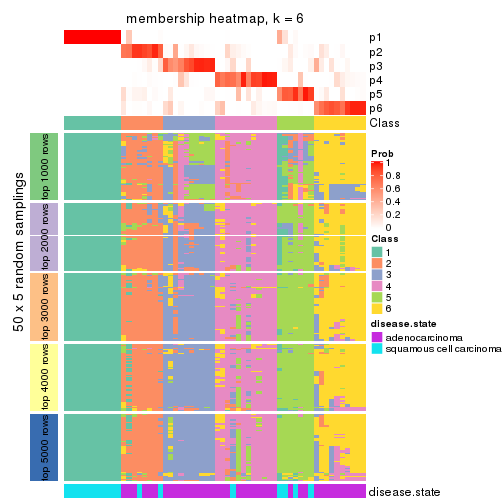 membership heatmap, k = 6
p1
p2
p3
p4
p5
p6
Class
50 x 5 random samplings
top 1000 rows
top 2000 rows
top 3000 rows
top 4000 rows
top 5000 rows
Prob
1
0.8
0.6
0.4
0.2
0
Class
1
2
3
4
5
6
disease.state
adenocarcinoma
squamous cell carcinoma
disease.state